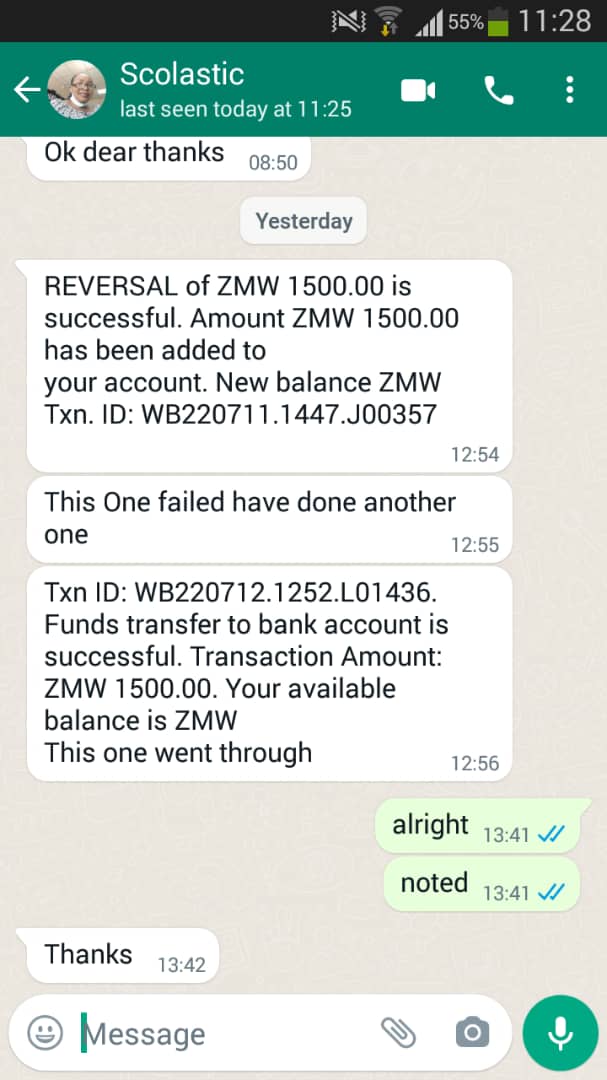 55% 11:28
Scolastic
last seen today at 11:25
Ok dear thanks 08:50
Yesterday
REVERSAL of ZMW 1500.00 is
successful. Amount ZMW 1500.00
has been added to
your account. New balance ZMW
Txn. ID: WB220711.1447.J00357
12:54
This One failed have done another
one
12:55
Txn ID: WB220712.1252.L01436.
Funds transfer to bank account is
successful. Transaction Amount:
ZMW 1500.00. Your available
balance is ZMW
This one went through
12:56
alright 13:41
noted 13:41
Thanks 13:42
Message